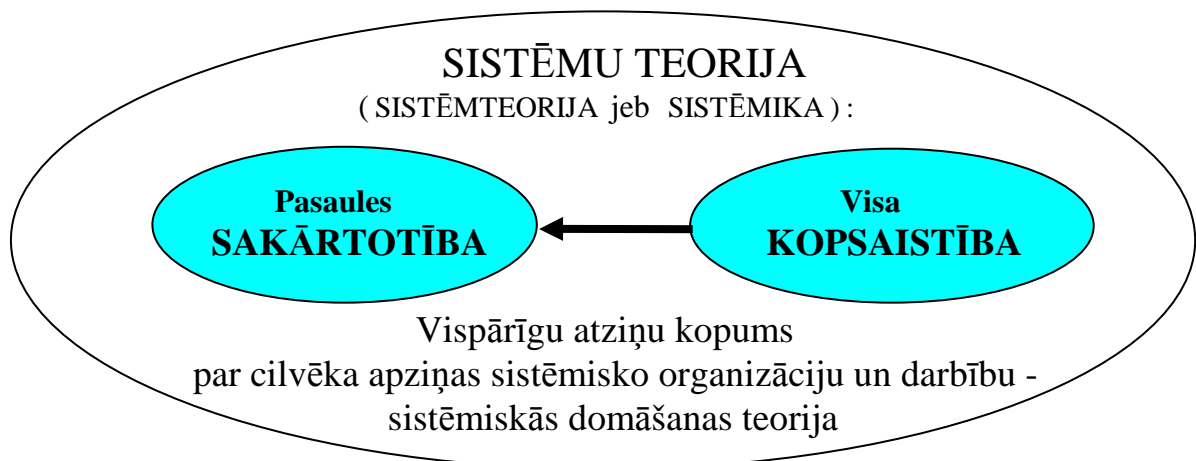 SISTĒMU TEORIJA
( SISTĒMTEORIJA jeb SISTĒMIKA ) :
Pasaules
SAKĀRTOTĪBA
Visa
KOPSAISTĪBA
Vispārīgu atziņu kopums
par cilvēka apziņas sistēmisko organizāciju un darbību -
sistēmiskās domāšanas teorija